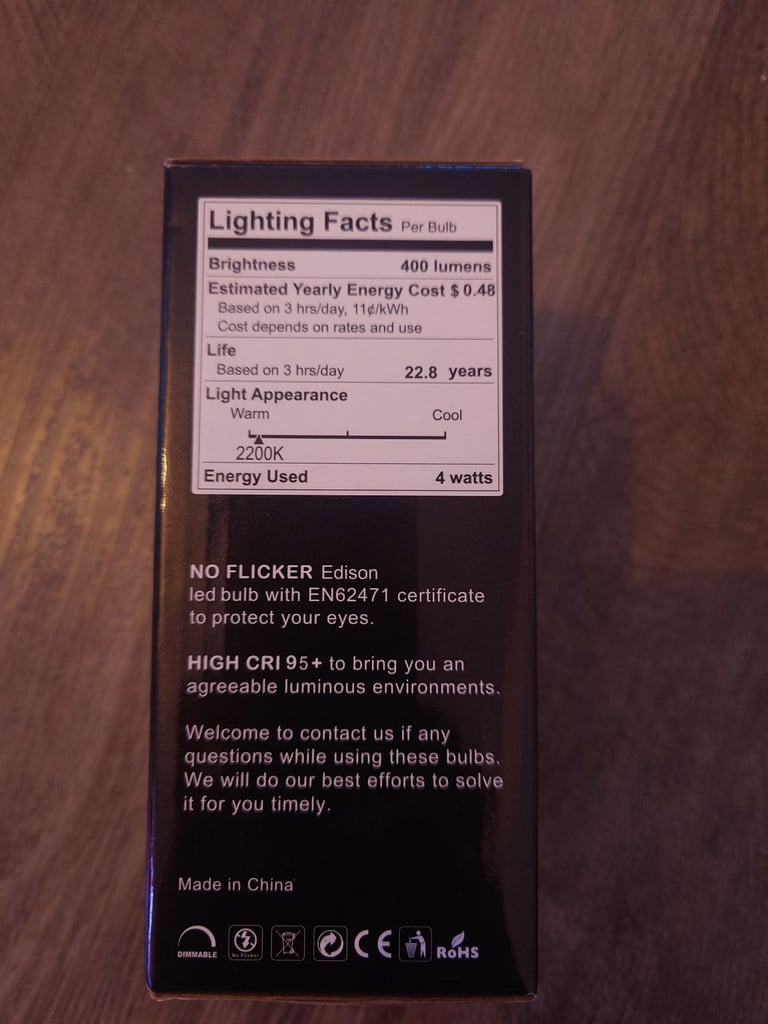 Lighting Facts Per Bulb
Brightness 400 lumens
Estimated Yearly Energy Cost $ 0.48
Based on 3 hrs/day, 11¢/kWh
Cost depends on rates and use
Life
Based on 3 hrs/day 22.8 years
Light Appearance
Warm Cool
2200K
Energy Used 4 watts
NO FLICKER Edison
led bulb with EN62471 certificate
to protect your eyes.
HIGH CRI 95+ to bring you an
agreeable luminous environments.
Welcome to contact us if any
questions while using these bulbs.
We will do our best efforts to solve
it for you timely.
Made in China
DIMMABLE No Flicker CE RoHS